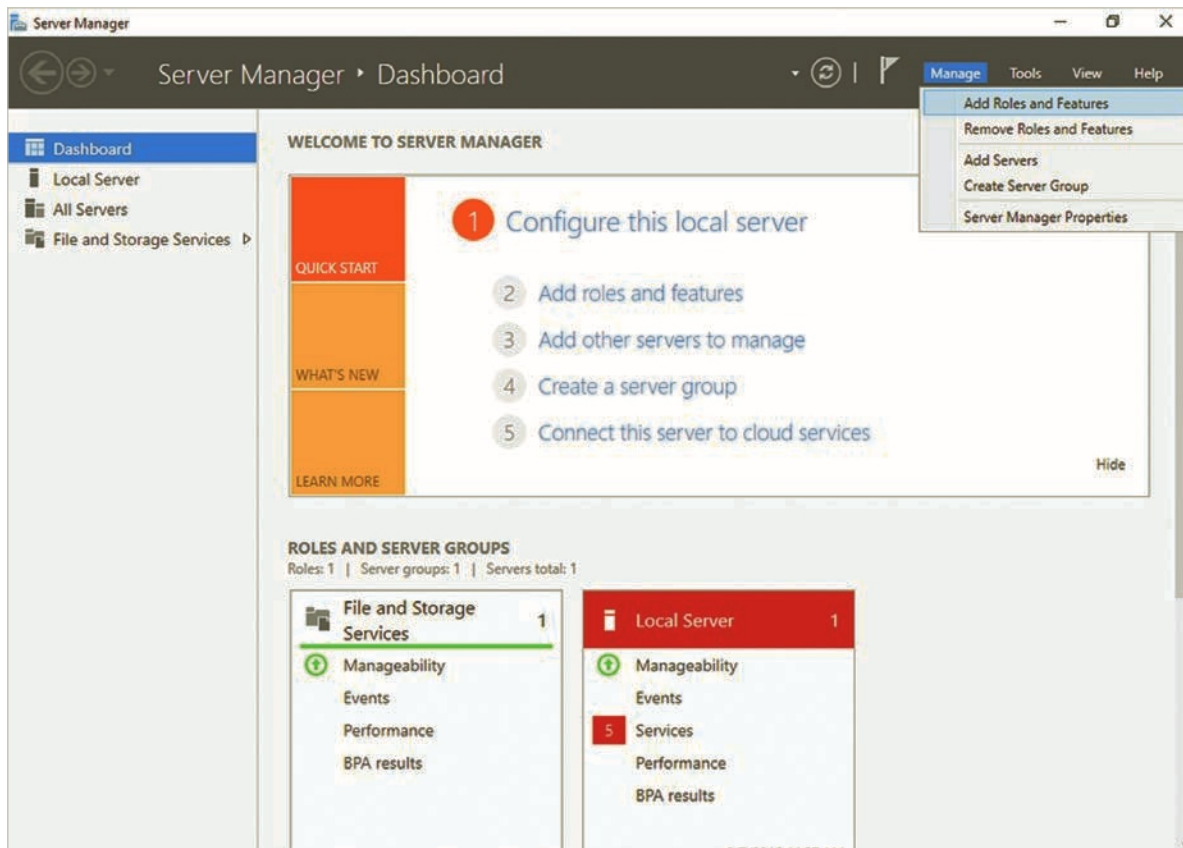 Server Manager
Server Manager • Dashboard
Manage Tools View Help
Add Roles and Features
Remove Roles and Features
Add Servers
Create Server Group
Server Manager Properties
Dashboard
Local Server
All Servers
File and Storage Services
WELCOME TO SERVER MANAGER
QUICK START
WHAT'S NEW
LEARN MORE
1 Configure this local server
2 Add roles and features
3 Add other servers to manage
4 Create a server group
5 Connect this server to cloud services
Hide
ROLES AND SERVER GROUPS
Roles: 1 | Server groups: 1 | Servers total: 1
File and Storage
Services
1
Manageability
Events
Performance
BPA results
Local Server 1
Manageability
Events
5 Services
Performance
BPA results